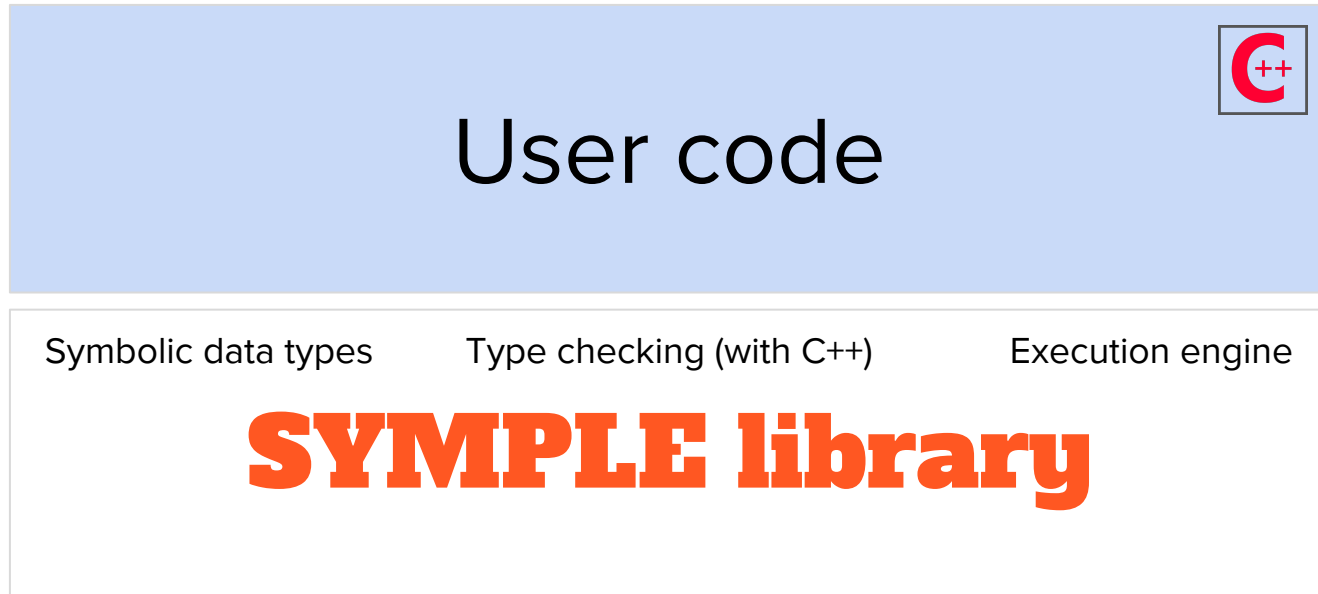 C++
User code
Symbolic data types Type checking (with C++) Execution engine
SYMPLE library